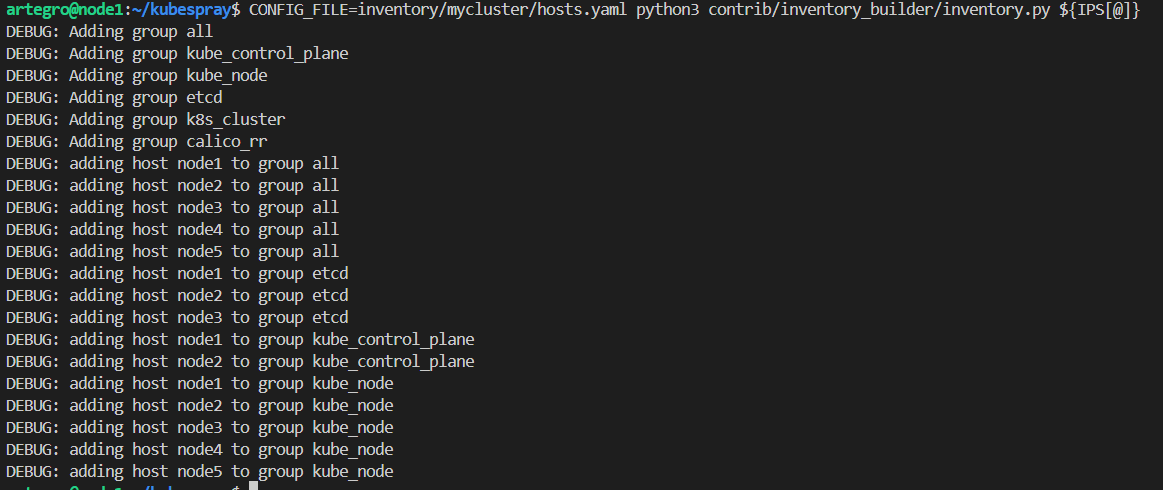 artegro@node1:~/kubespray$ CONFIG_FILE=inventory/mycluster/hosts.yaml python3 contrib/inventory_builder/inventory.py ${IPS[@]}
DEBUG: Adding group all
DEBUG: Adding group kube_control_plane
DEBUG: Adding group kube_node
DEBUG: Adding group etcd
DEBUG: Adding group k8s_cluster
DEBUG: Adding group calico_rr
DEBUG: adding host node1 to group all
DEBUG: adding host node2 to group all
DEBUG: adding host node3 to group all
DEBUG: adding host node4 to group all
DEBUG: adding host node5 to group all
DEBUG: adding host node1 to group etcd
DEBUG: adding host node2 to group etcd
DEBUG: adding host node3 to group etcd
DEBUG: adding host node1 to group kube_control_plane
DEBUG: adding host node2 to group kube_control_plane
DEBUG: adding host node1 to group kube_node
DEBUG: adding host node2 to group kube_node
DEBUG: adding host node3 to group kube_node
DEBUG: adding host node4 to group kube_node
DEBUG: adding host node5 to group kube_node
artegro@node1:~/kubespray$